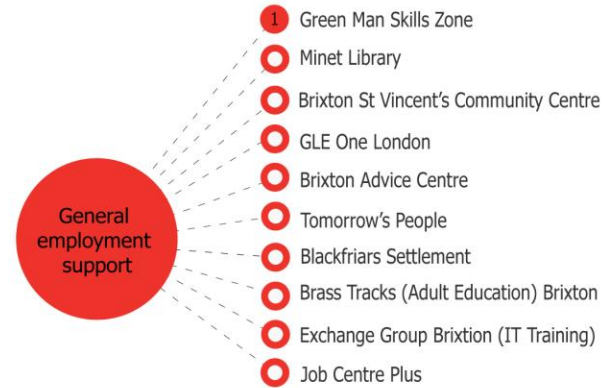 1 Green Man Skills Zone
Minet Library
Brixton St Vincent's Community Centre
GLE One London
Brixton Advice Centre
General
employment
support
Tomorrow's People
Blackfriars Settlement
Brass Tracks (Adult Education) Brixton
Exchange Group Brixtion (IT Training)
Job Centre Plus